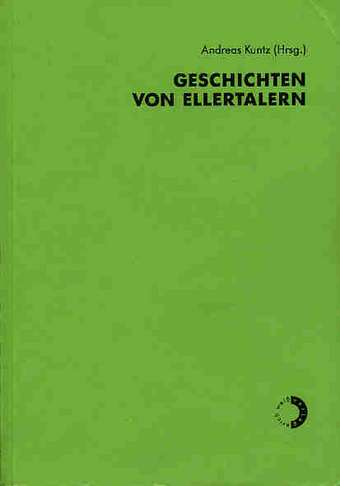 Andreas Kuntz (Hrsg.)
GESCHICHTEN
VON ELLERTALERN